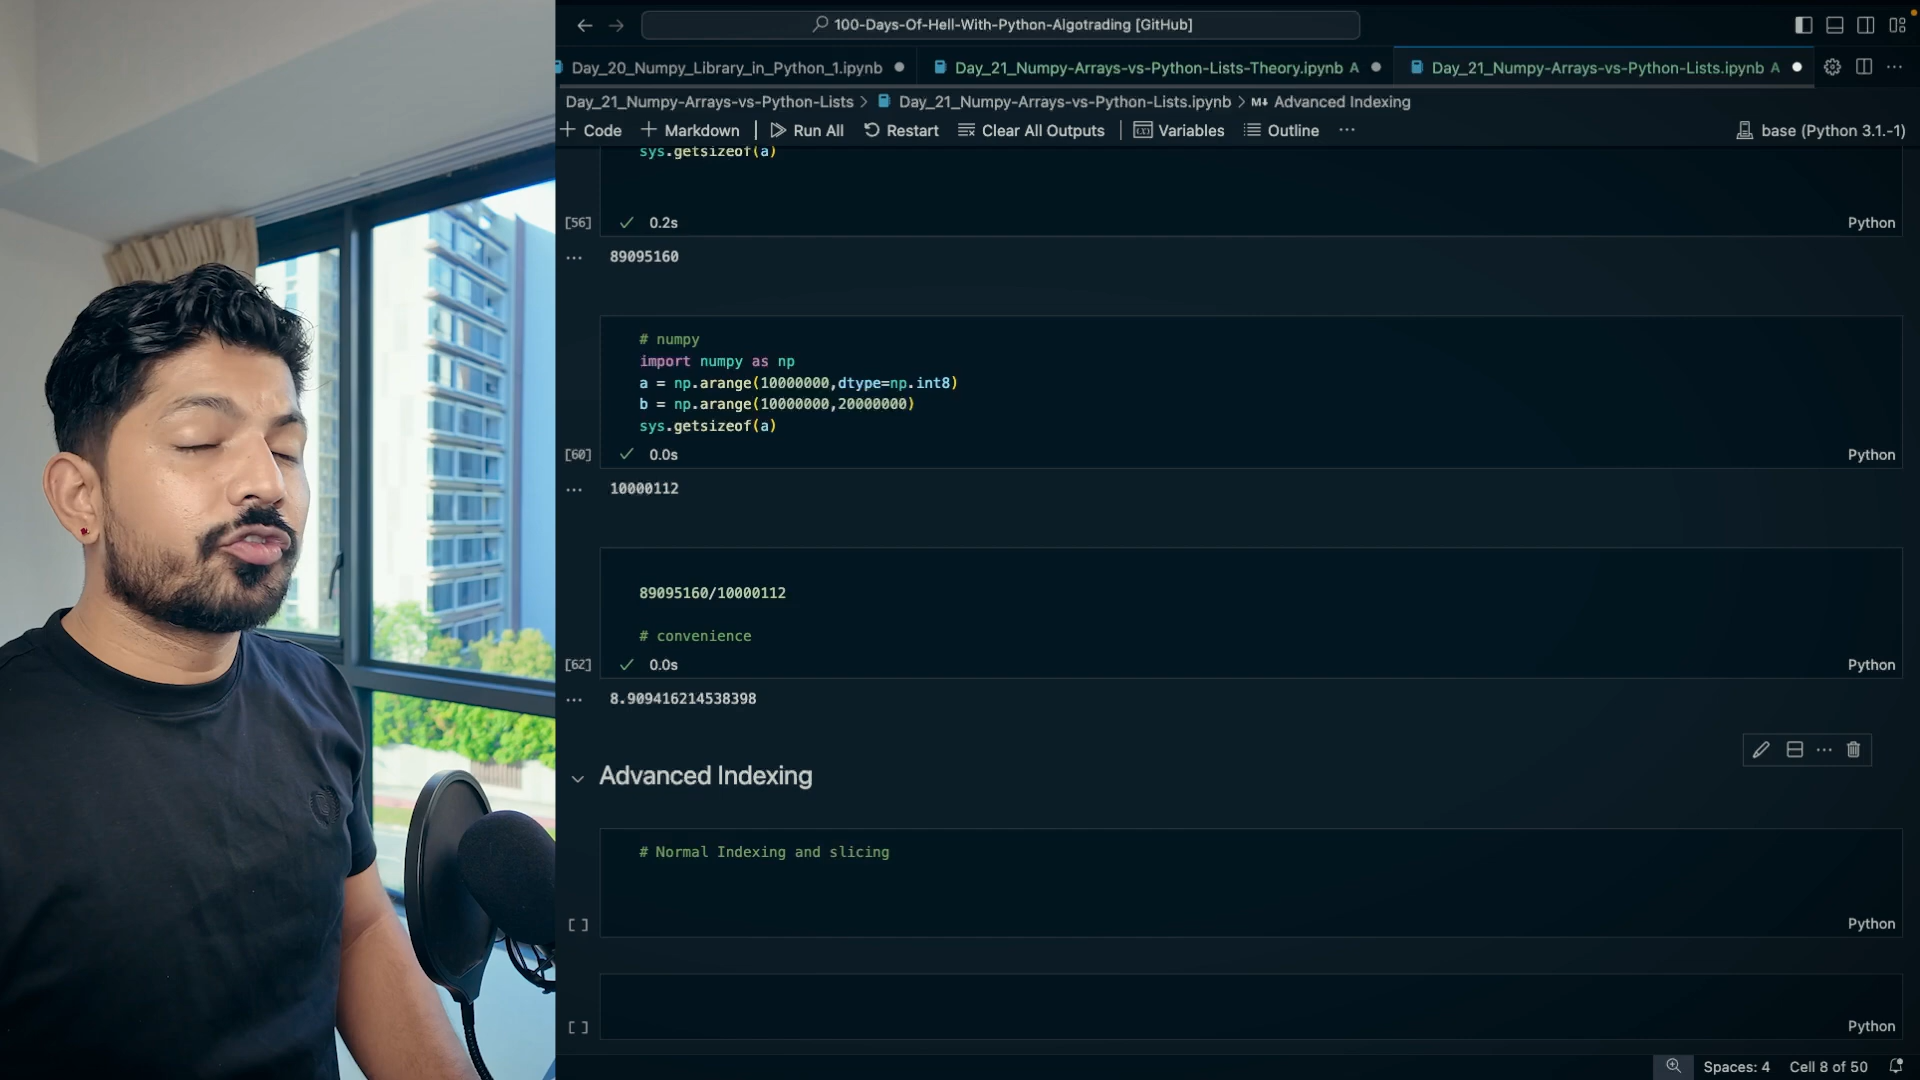 100-Days-Of-Hell-With-Python-Algotrading [GitHub]
Day_20_Numpy_Library_in_Python_1.ipynb
Day_21_Numpy-Arrays-vs-Python-Lists-Theory.ipynb A
Day_21_Numpy-Arrays-vs-Python-Lists.ipynb A
Day_21_Numpy-Arrays-vs-Python-Lists > Day_21_Numpy-Arrays-vs-Python-Lists.ipynb > M↓ Advanced Indexing
+ Code + Markdown | Run All Restart Clear All Outputs | Variables Outline ···
base (Python 3.1.-1)
sys.getsizeof(a)
[56] ✓ 0.2s Python
··· 89095160
# numpy
import numpy as np
a = np.arange(10000000,dtype=np.int8)
b = np.arange(10000000,20000000)
sys.getsizeof(a)
[60] ✓ 0.0s Python
··· 10000112
89095160/10000112
# convenience
[62] ✓ 0.0s Python
··· 8.909416214538398
Advanced Indexing
# Normal Indexing and slicing
[ ] Python
[ ] Python
Spaces: 4 Cell 8 of 50